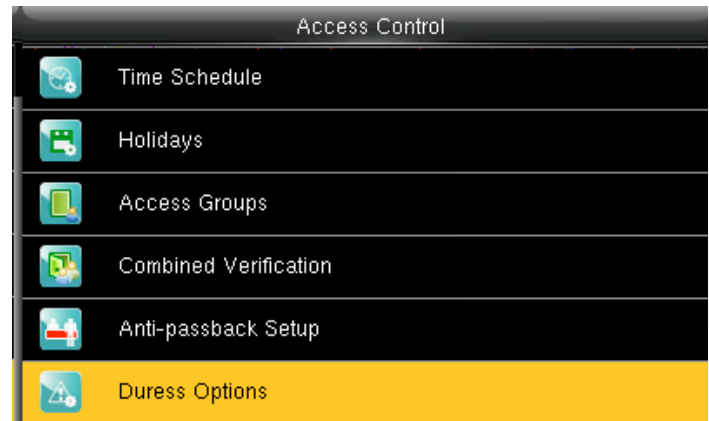 Access Control
Time Schedule
Holidays
Access Groups
Combined Verification
Anti-passback Setup
Duress Options